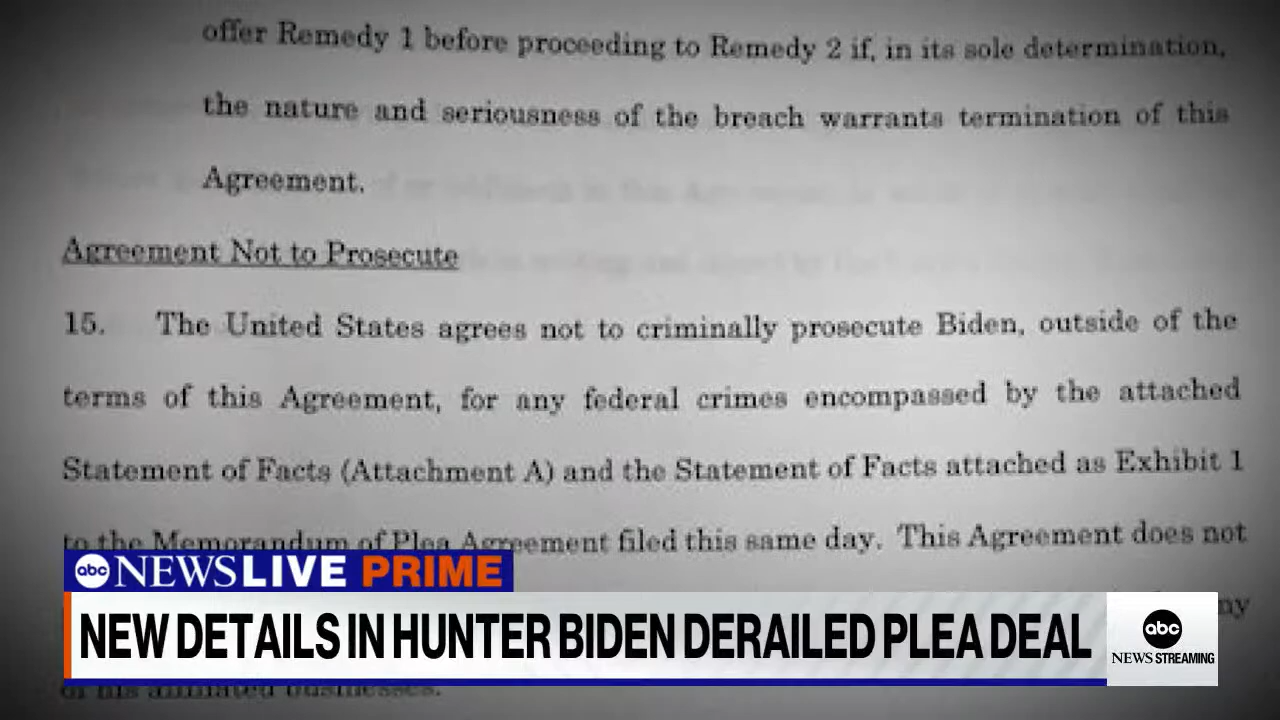 offer Remedy 1 before proceeding to Remedy 2 if, in its sole determination,
the nature and seriousness of the breach warrants termination of this
Agreement.
Agreement Not to Prosecute
15. The United States agrees not to criminally prosecute Biden, outside of the
terms of this Agreement, for any federal crimes encompassed by the attached
Statement of Facts (Attachment A) and the Statement of Facts attached as Exhibit 1
to the Memorandum of Plea Agreement filed this same day. This Agreement does not
abc NEWS LIVE PRIME
NEW DETAILS IN HUNTER BIDEN DERAILED PLEA DEAL
abc
NEWS STREAMING
of his affiliated businesses.